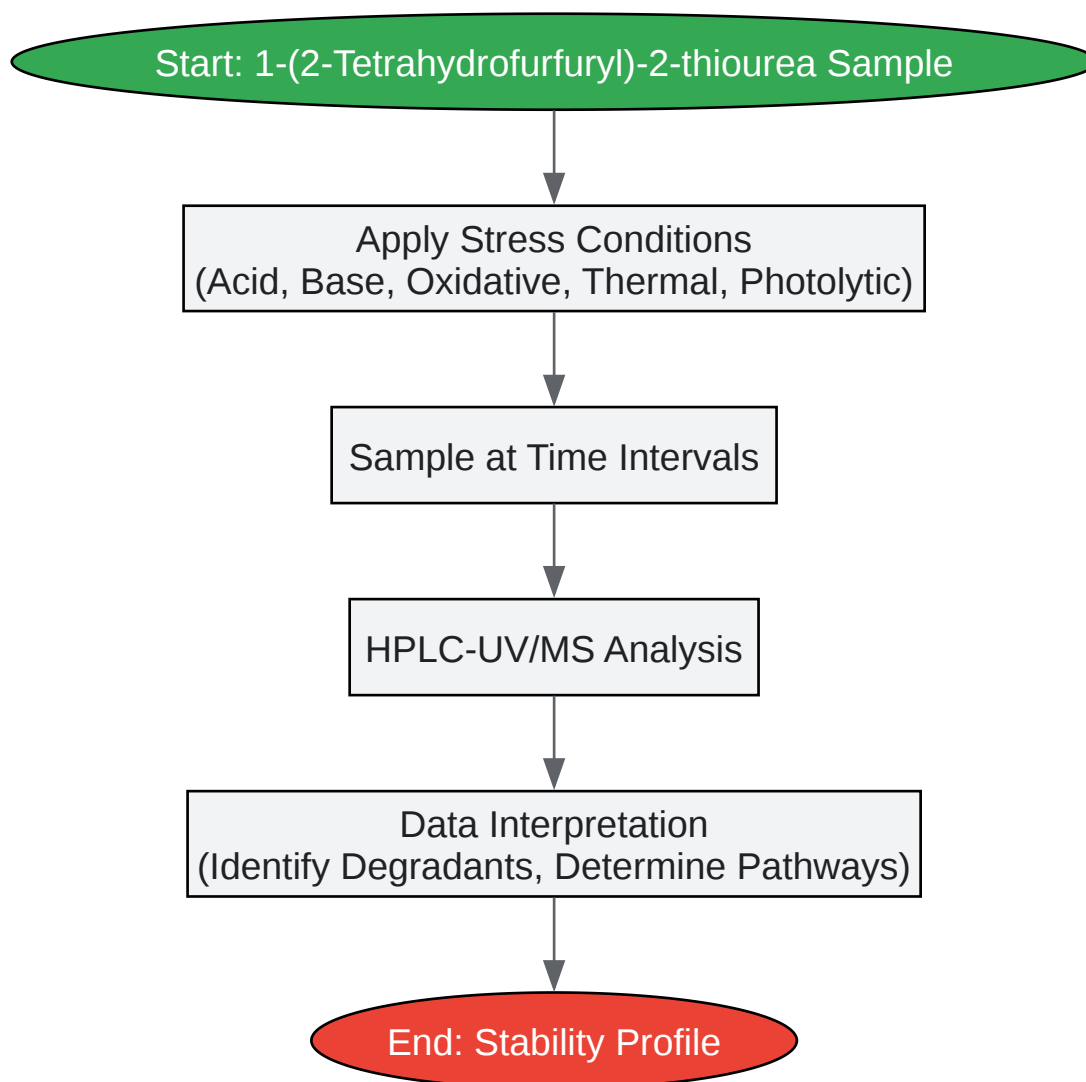 Start: 1-(2-Tetrahydrofurfuryl)-2-thiourea Sample
Apply Stress Conditions
(Acid, Base, Oxidative, Thermal, Photolytic)
Sample at Time Intervals
HPLC-UV/MS Analysis
Data Interpretation
(Identify Degradants, Determine Pathways)
End: Stability Profile